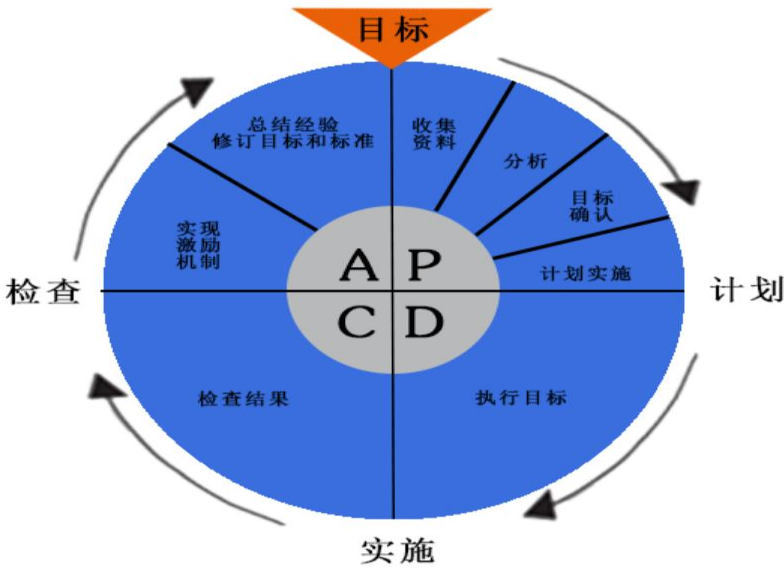 目标
总结经验
修订目标和标准
收集
资料
分析
目标
确认
计划实施
实现
激励
机制
A P
C D
检查
计划
检查结果
执行目标
实施